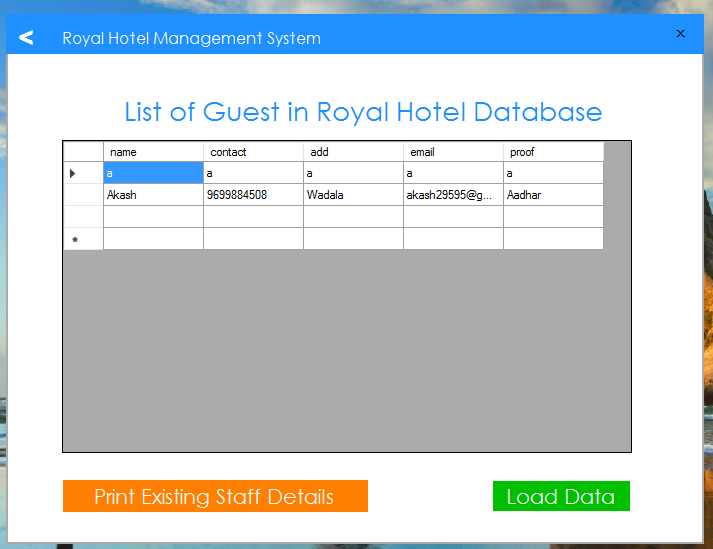 < Royal Hotel Management System x
List of Guest in Royal Hotel Database
name contact add email proof
a a a a a
Akash 9699884508 Wadala akash29595@g... Aadhar
*
Print Existing Staff Details Load Data